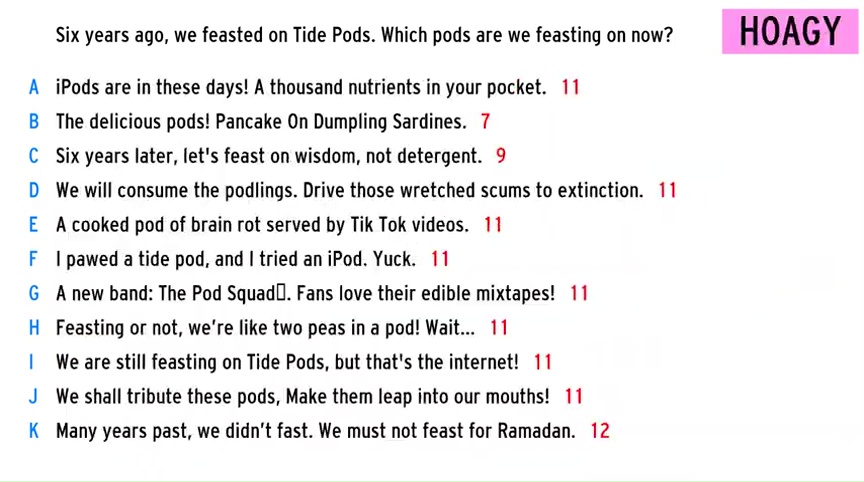 Six years ago, we feasted on Tide Pods. Which pods are we feasting on now?
HOAGY
A iPods are in these days! A thousand nutrients in your pocket. 11
B The delicious pods! Pancake On Dumpling Sardines. 7
C Six years later, let's feast on wisdom, not detergent. 9
D We will consume the podlings. Drive those wretched scums to extinction. 11
E A cooked pod of brain rot served by Tik Tok videos. 11
F I pawed a tide pod, and I tried an iPod. Yuck. 11
G A new band: The Pod Squad▯. Fans love their edible mixtapes! 11
H Feasting or not, we’re like two peas in a pod! Wait... 11
I We are still feasting on Tide Pods, but that's the internet! 11
J We shall tribute these pods, Make them leap into our mouths! 11
K Many years past, we didn’t fast. We must not feast for Ramadan. 12